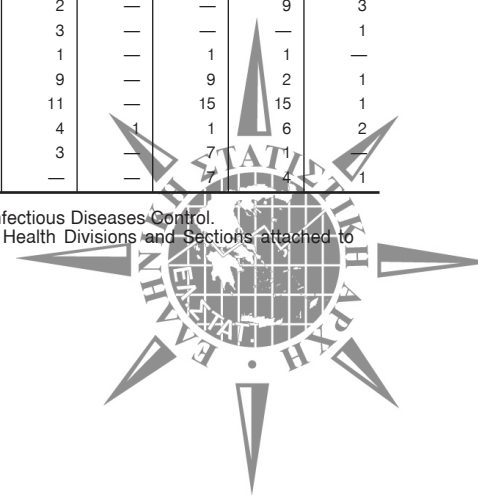 2 — — 9 3
3 — — — 1
1 — 1 1 —
9 — 9 2 1
11 — 15 15 1
4 1 1 6 2
3 — 7 1 —
— — 7 4 1
nfectious Diseases Control.
Health Divisions and Sections attached to
ΕΛΛΗΝΙΚΗ ΣΤΑΤΙΣΤΙΚΗ ΑΡΧΗ
ΕΛΣΤΑΤ.